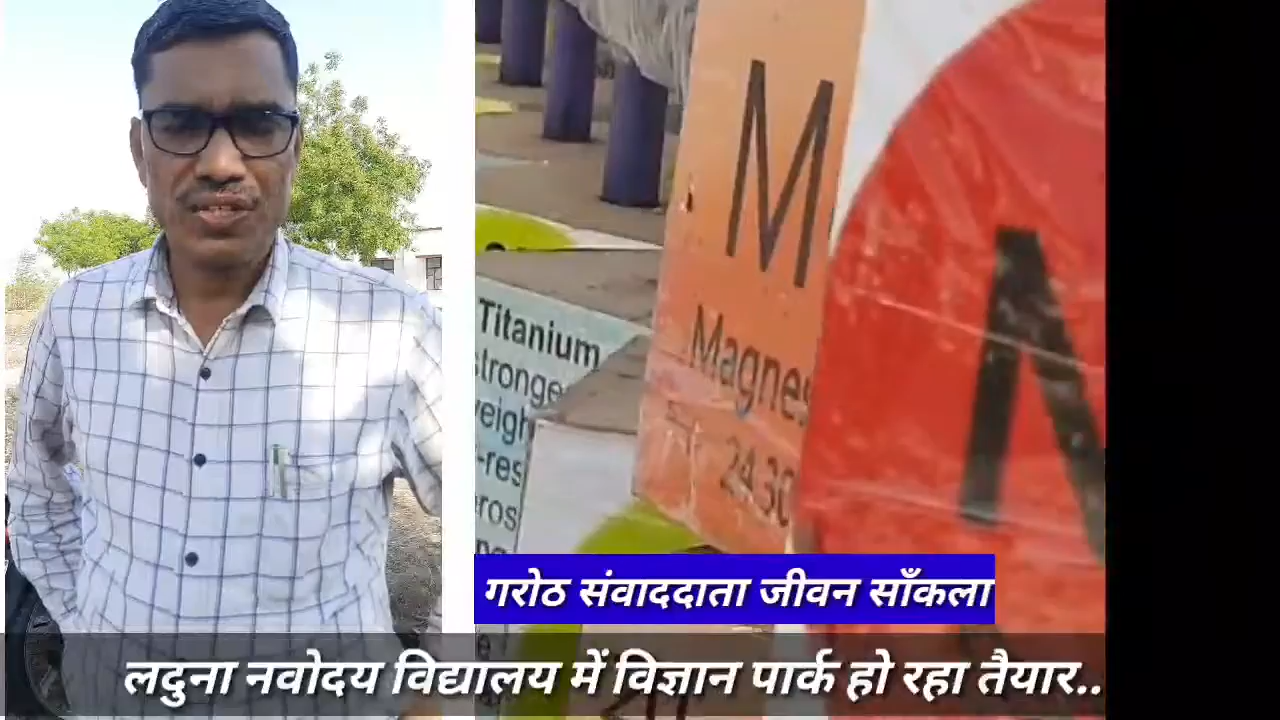 M
Magnes
24.30
Titanium
stronge
weigh
-res
ros
गरोठ संवाददाता जीवन साँकला
लदुना नवोदय विद्यालय में विज्ञान पार्क हो रहा तैयार..